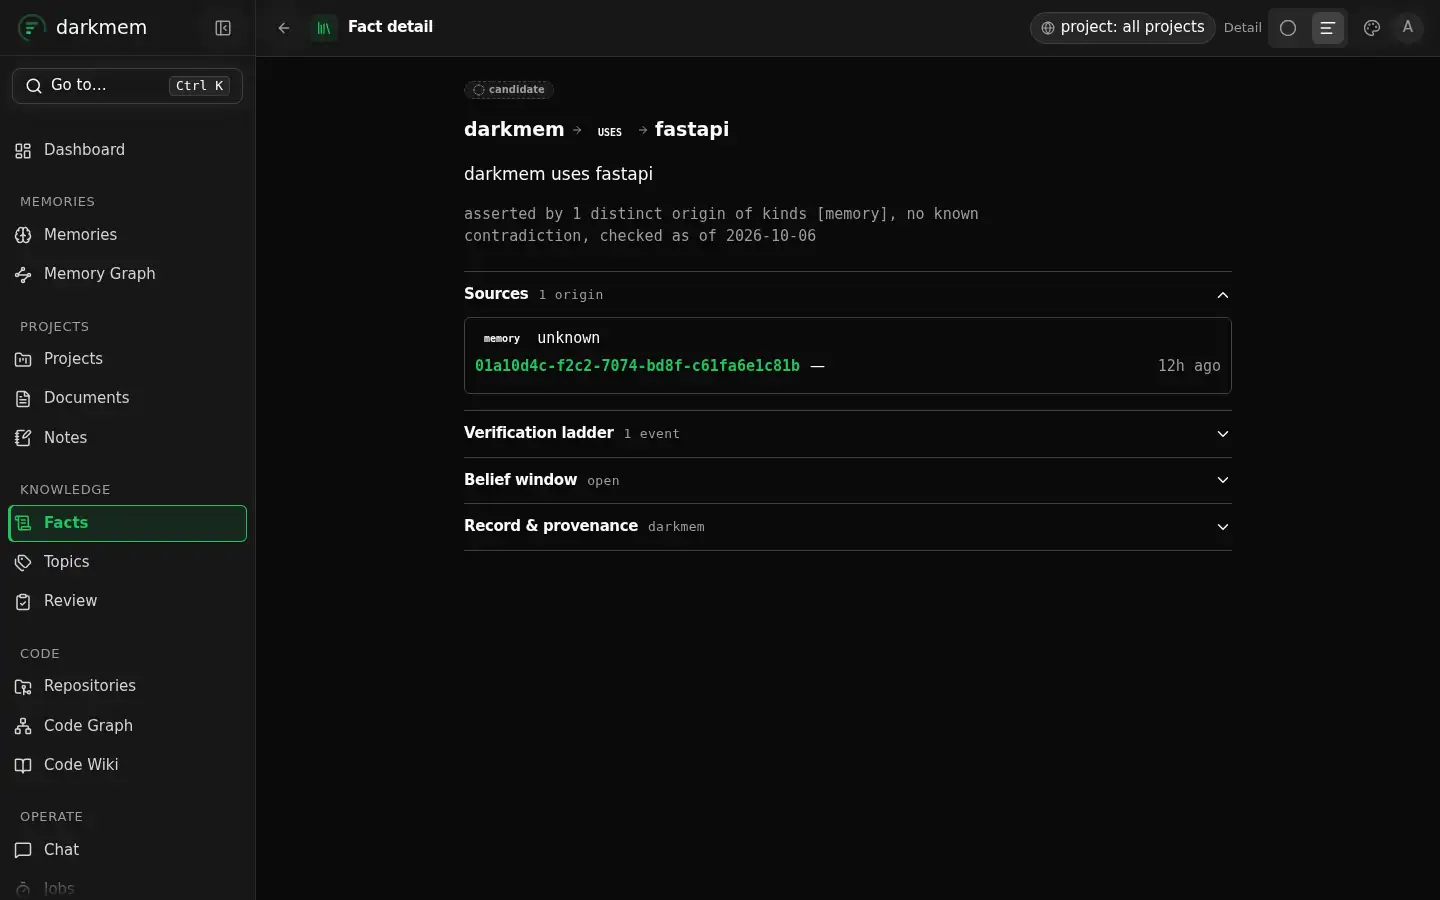 darkmem
Fact detail
project: all projects
Detail
A
Go to...
Ctrl K
Dashboard
MEMORIES
Memories
Memory Graph
PROJECTS
Projects
Documents
Notes
KNOWLEDGE
Facts
Topics
Review
CODE
Repositories
Code Graph
Code Wiki
OPERATE
Chat
Jobs
candidate
darkmem → USES → fastapi
darkmem uses fastapi
asserted by 1 distinct origin of kinds [memory], no known
contradiction, checked as of 2026-10-06
Sources 1 origin
memory unknown
01a10d4c-f2c2-7074-bd8f-c61fa6e1c81b — 12h ago
Verification ladder 1 event
Belief window open
Record & provenance darkmem